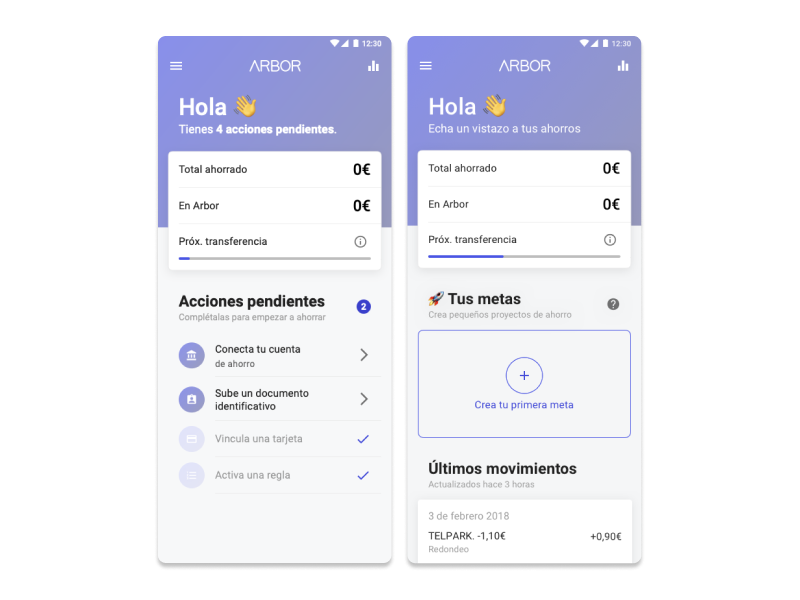 12:30
ARBOR
Hola 👋
Tienes 4 acciones pendientes.
Total ahorrado
0€
En Arbor
0€
Próx. transferencia
Acciones pendientes
2
Complétalas para empezar a ahorrar
Conecta tu cuenta
de ahorro
Sube un documento
identificativo
Vincula una tarjeta
Activa una regla
12:30
ARBOR
Hola 👋
Echa un vistazo a tus ahorros
Total ahorrado
0€
En Arbor
0€
Próx. transferencia
🚀 Tus metas
?
Crea pequeños proyectos de ahorro
+
Crea tu primera meta
Últimos movimientos
Actualizados hace 3 horas
3 de febrero 2018
TELPARK. -1,10€
+0,90€
Redondeo